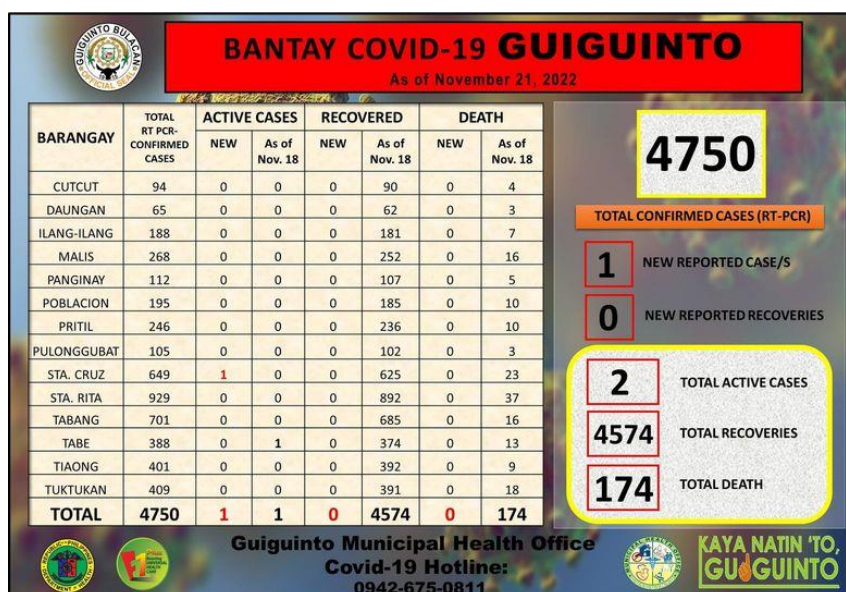 GUIGUINTO BULACAN
OFFICIAL SEAL
BANTAY COVID-19 GUIGUINTO
As of November 21, 2022
BARANGAY TOTAL RT PCR-CONFIRMED CASES ACTIVE CASES RECOVERED DEATH
NEW As of Nov. 18 NEW As of Nov. 18 NEW As of Nov. 18
CUTCUT 94 0 0 0 90 0 4
DAUNGAN 65 0 0 0 62 0 3
ILANG-ILANG 188 0 0 0 181 0 7
MALIS 268 0 0 0 252 0 16
PANGINAY 112 0 0 0 107 0 5
POBLACION 195 0 0 0 185 0 10
PRITIL 246 0 0 0 236 0 10
PULONGGUBAT 105 0 0 0 102 0 3
STA. CRUZ 649 1 0 0 625 0 23
STA. RITA 929 0 0 0 892 0 37
TABANG 701 0 0 0 685 0 16
TABE 388 0 1 0 374 0 13
TIAONG 401 0 0 0 392 0 9
TUKTUKAN 409 0 0 0 391 0 18
TOTAL 4750 1 1 0 4574 0 174
4750
TOTAL CONFIRMED CASES (RT-PCR)
1 NEW REPORTED CASE/S
0 NEW REPORTED RECOVERIES
2 TOTAL ACTIVE CASES
4574 TOTAL RECOVERIES
174 TOTAL DEATH
Guiguinto Municipal Health Office
Covid-19 Hotline:
0942-675-0811
KAYA NATIN 'TO,
GUIGUINTO